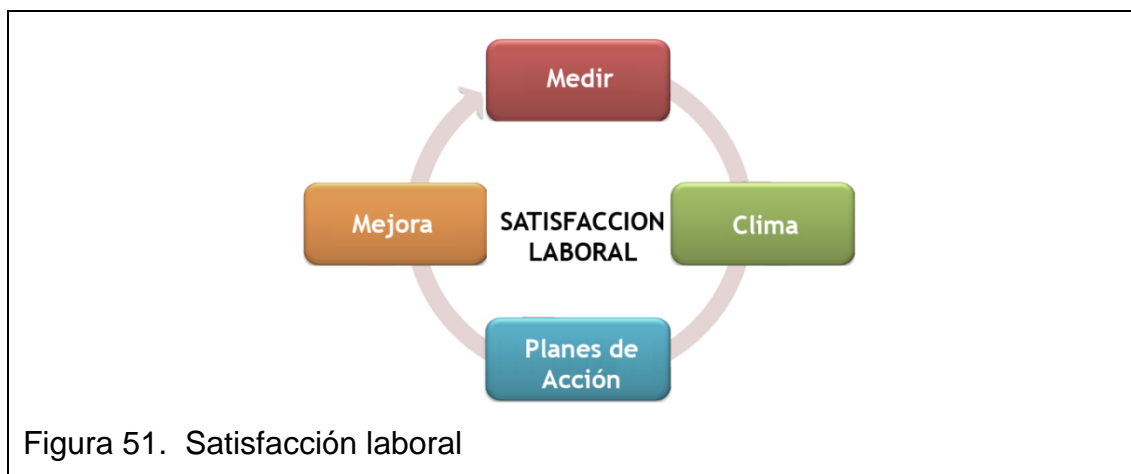 Medir
Mejora
SATISFACCION
LABORAL
Clima
Planes de
Acción
Figura 51. Satisfacción laboral